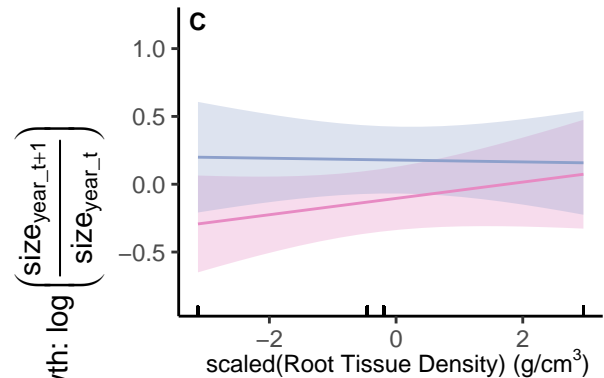 C
1.0
0.5
0.0
−0.5
−2 0 2
scaled(Root Tissue Density) (g/cm³)
log (size_year_t+1 / size_year_t)